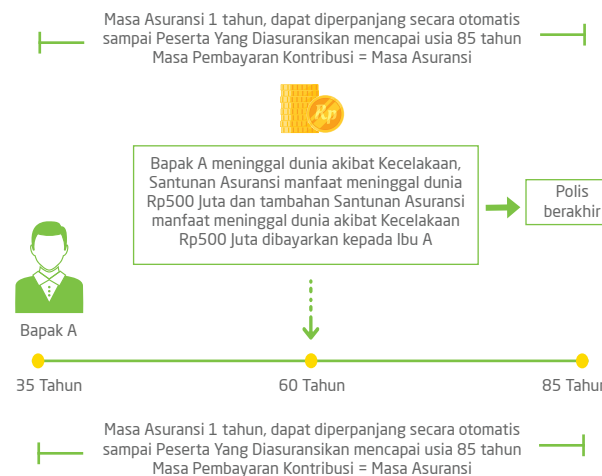 Masa Asuransi 1 tahun, dapat diperpanjang secara otomatis
sampai Peserta Yang Diasuransikan mencapai usia 85 tahun
Masa Pembayaran Kontribusi = Masa Asuransi
Rp
Bapak A meninggal dunia akibat Kecelakaan,
Santunan Asuransi manfaat meninggal dunia
Rp500 Juta dan tambahan Santunan Asuransi
manfaat meninggal dunia akibat Kecelakaan
Rp500 Juta dibayarkan kepada Ibu A
Polis
berakhir
Bapak A
35 Tahun
60 Tahun
85 Tahun
Masa Asuransi 1 tahun, dapat diperpanjang secara otomatis
sampai Peserta Yang Diasuransikan mencapai usia 85 tahun
Masa Pembayaran Kontribusi = Masa Asuransi